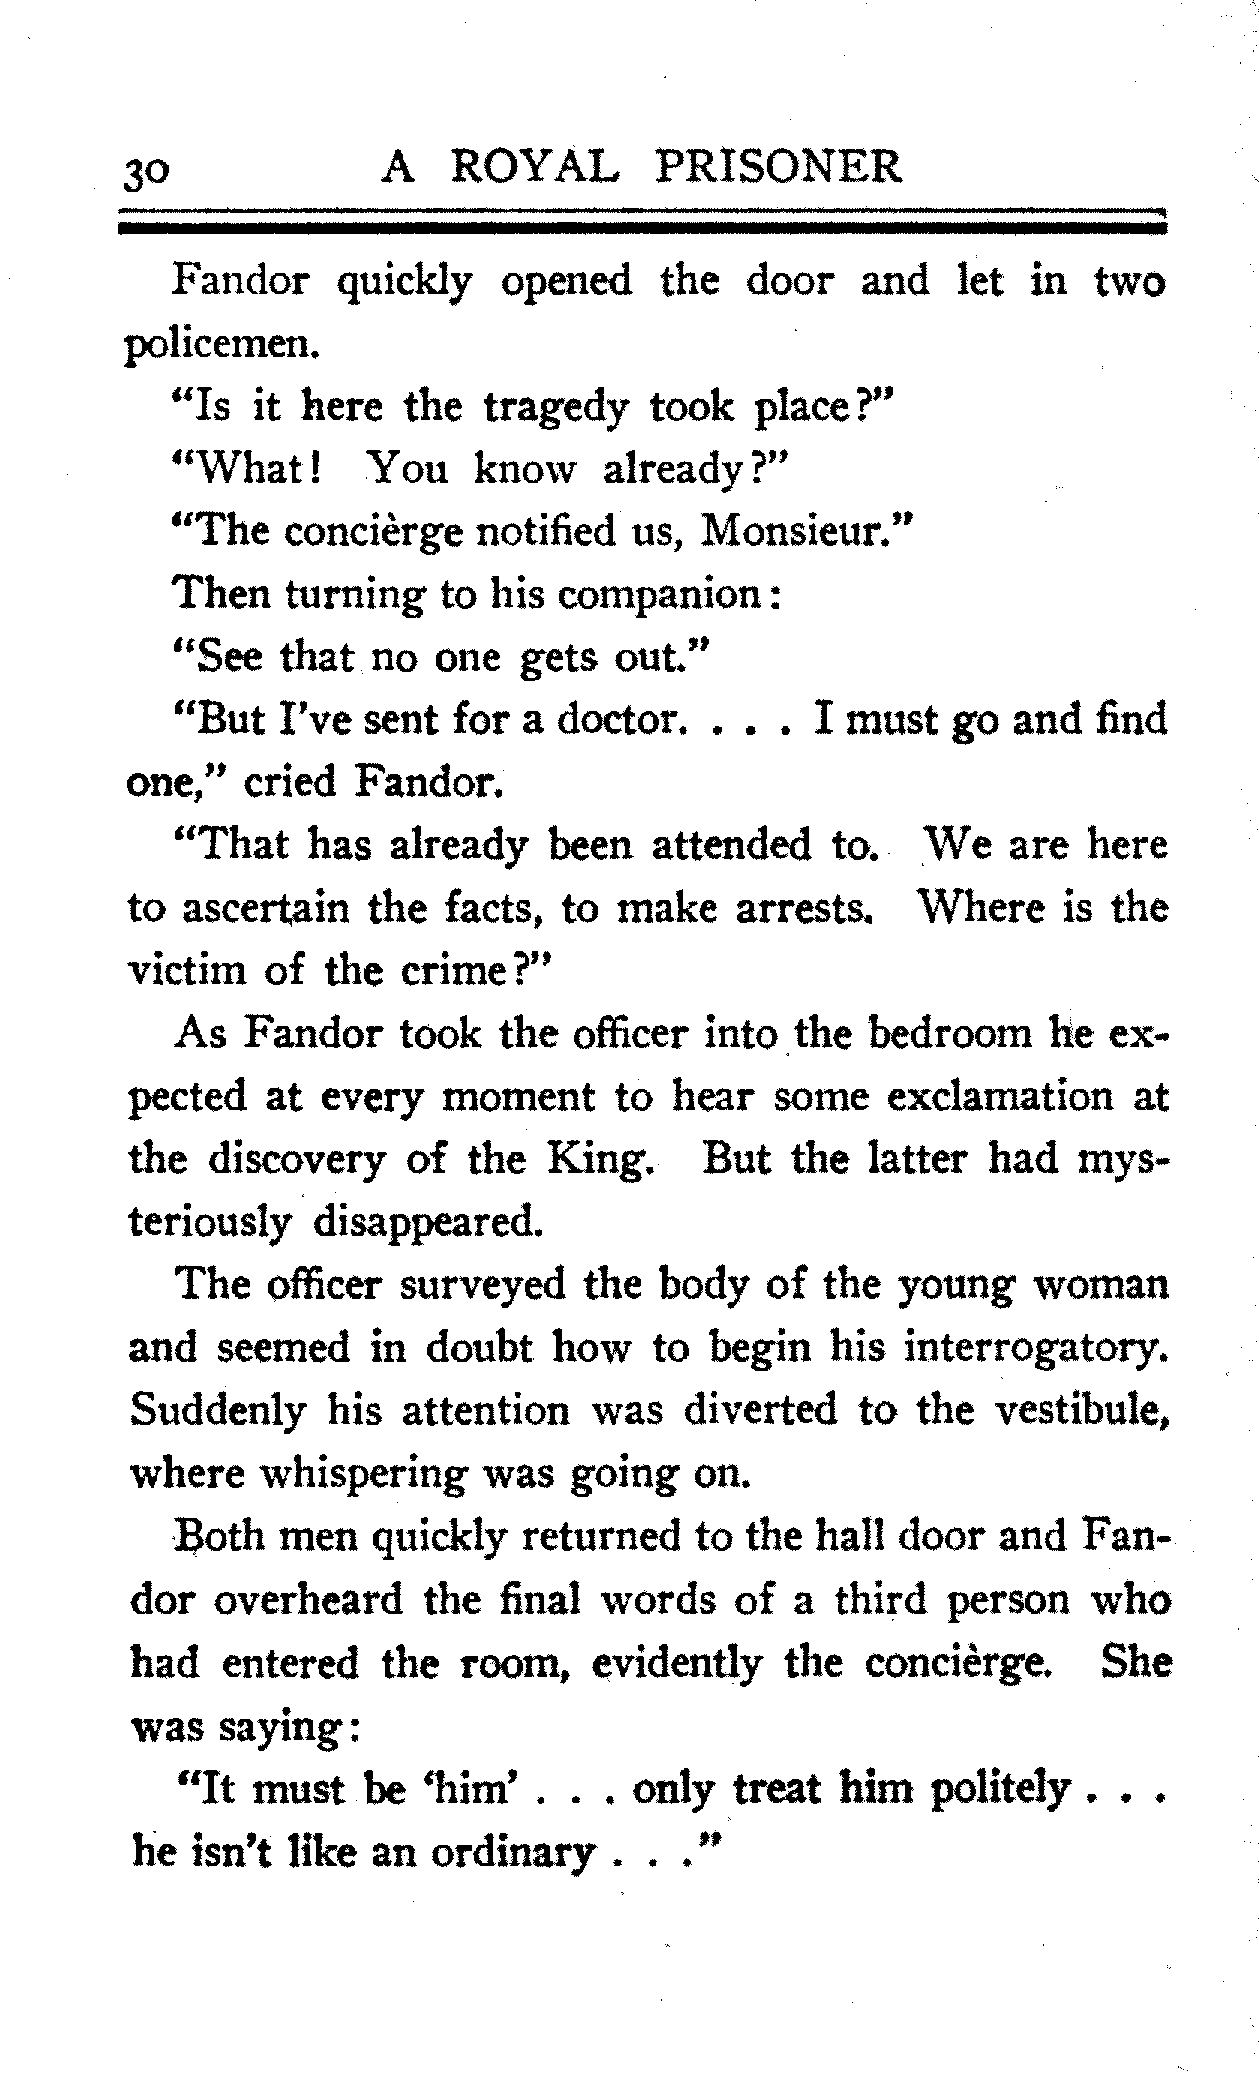 30 A ROYAL PRISONER
Fandor quickly opened the door and let in two
policemen.
“Is it here the tragedy took place?”
“What! You know already?”
“The concièrge notified us, Monsieur.”
Then turning to his companion:
“See that no one gets out.”
“But I've sent for a doctor. . . . I must go and find
one,” cried Fandor.
“That has already been attended to. We are here
to ascertain the facts, to make arrests. Where is the
victim of the crime?”
As Fandor took the officer into the bedroom he ex-
pected at every moment to hear some exclamation at
the discovery of the King. But the latter had mys-
teriously disappeared.
The officer surveyed the body of the young woman
and seemed in doubt how to begin his interrogatory.
Suddenly his attention was diverted to the vestibule,
where whispering was going on.
Both men quickly returned to the hall door and Fan-
dor overheard the final words of a third person who
had entered the room, evidently the concièrge. She
was saying:
“It must be ‘him’ . . . only treat him politely . . .
he isn't like an ordinary . . .”